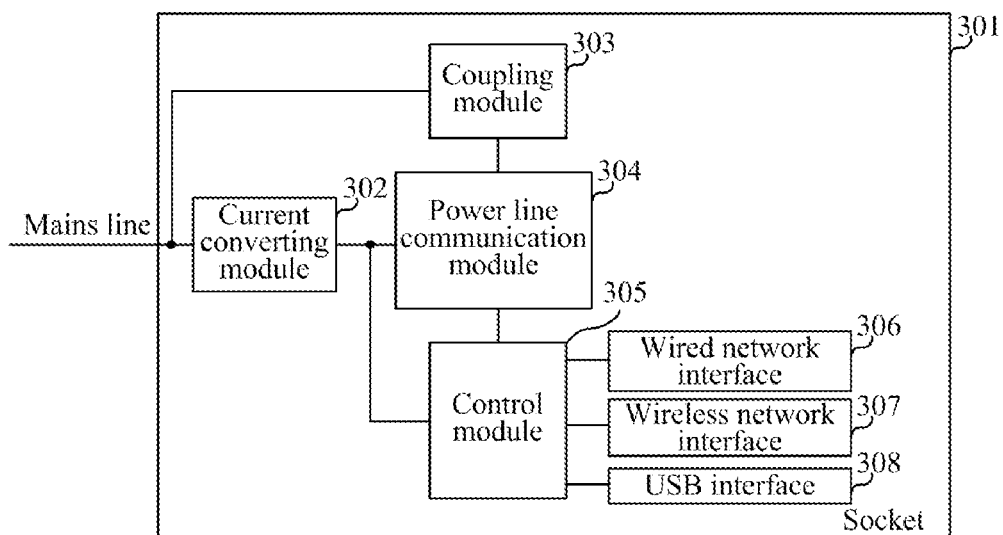 301
303
Coupling
module
304
302
Power line
communication
module
Mains line
Current
converting
module
305
306
Wired network
interface
Control
module
307
Wireless network
interface
308
USB interface
Socket